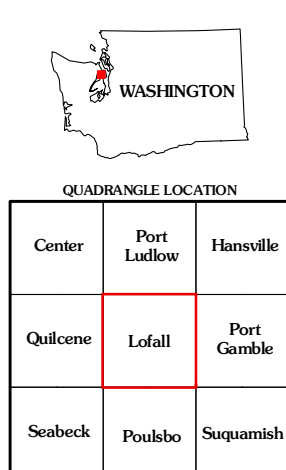 WASHINGTON
QUADRANGLE LOCATION
Center
Port
Ludlow
Hansville
Quilcene
Lofall
Port
Gamble
Seabeck
Poulsbo
Suquamish